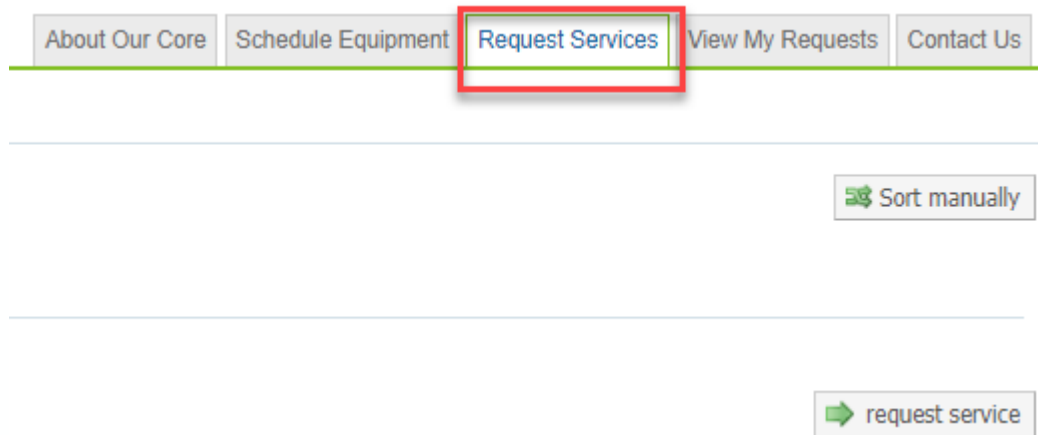 About Our Core Schedule Equipment Request Services View My Requests Contact Us
Sort manually
request service